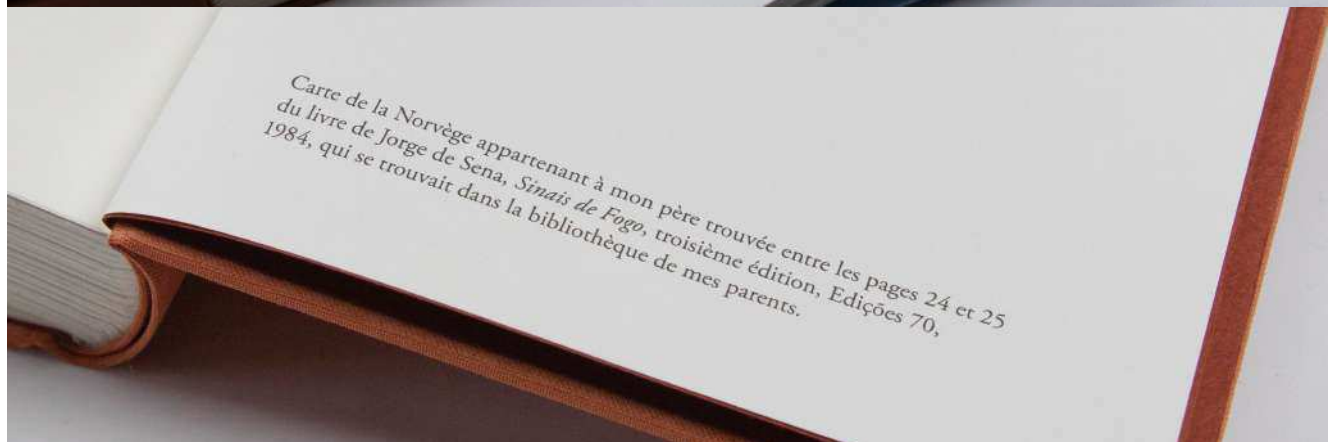 Carte de la Norvège appartenant à mon père trouvée entre les pages 24 et 25
du livre de Jorge de Sena, Sinais de Fogo, troisième édition, Edições 70,
1984, qui se trouvait dans la bibliothèque de mes parents.